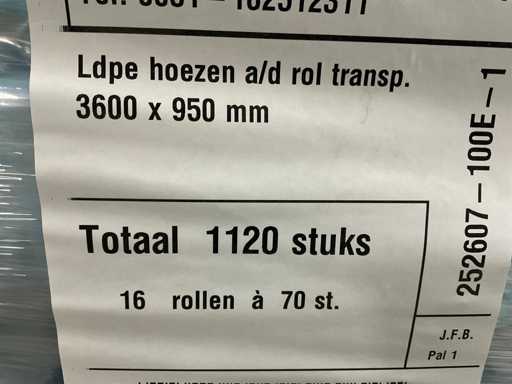 Ldpe hoezen a/d rol transp.
3600 x 950 mm
Totaal 1120 stuks
16 rollen à 70 st.
252607-100E-1
J.F.B.
Pal 1